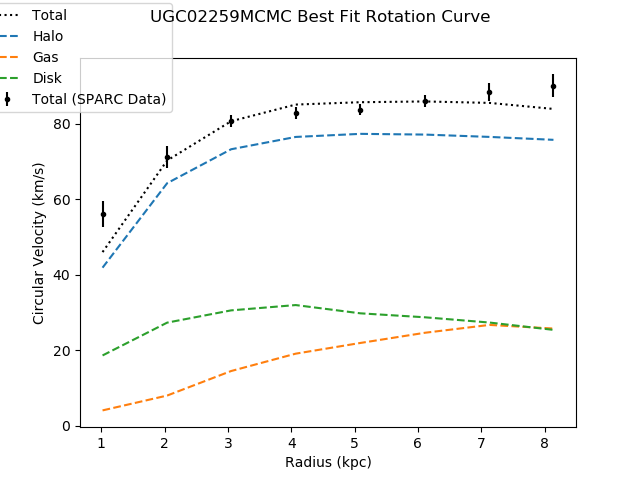 UGC02259MCMC Best Fit Rotation Curve
Total
Halo
Gas
Disk
Total (SPARC Data)
Circular Velocity (km/s)
80
60
40
20
0
1 2 3 4 5 6 7 8
Radius (kpc)